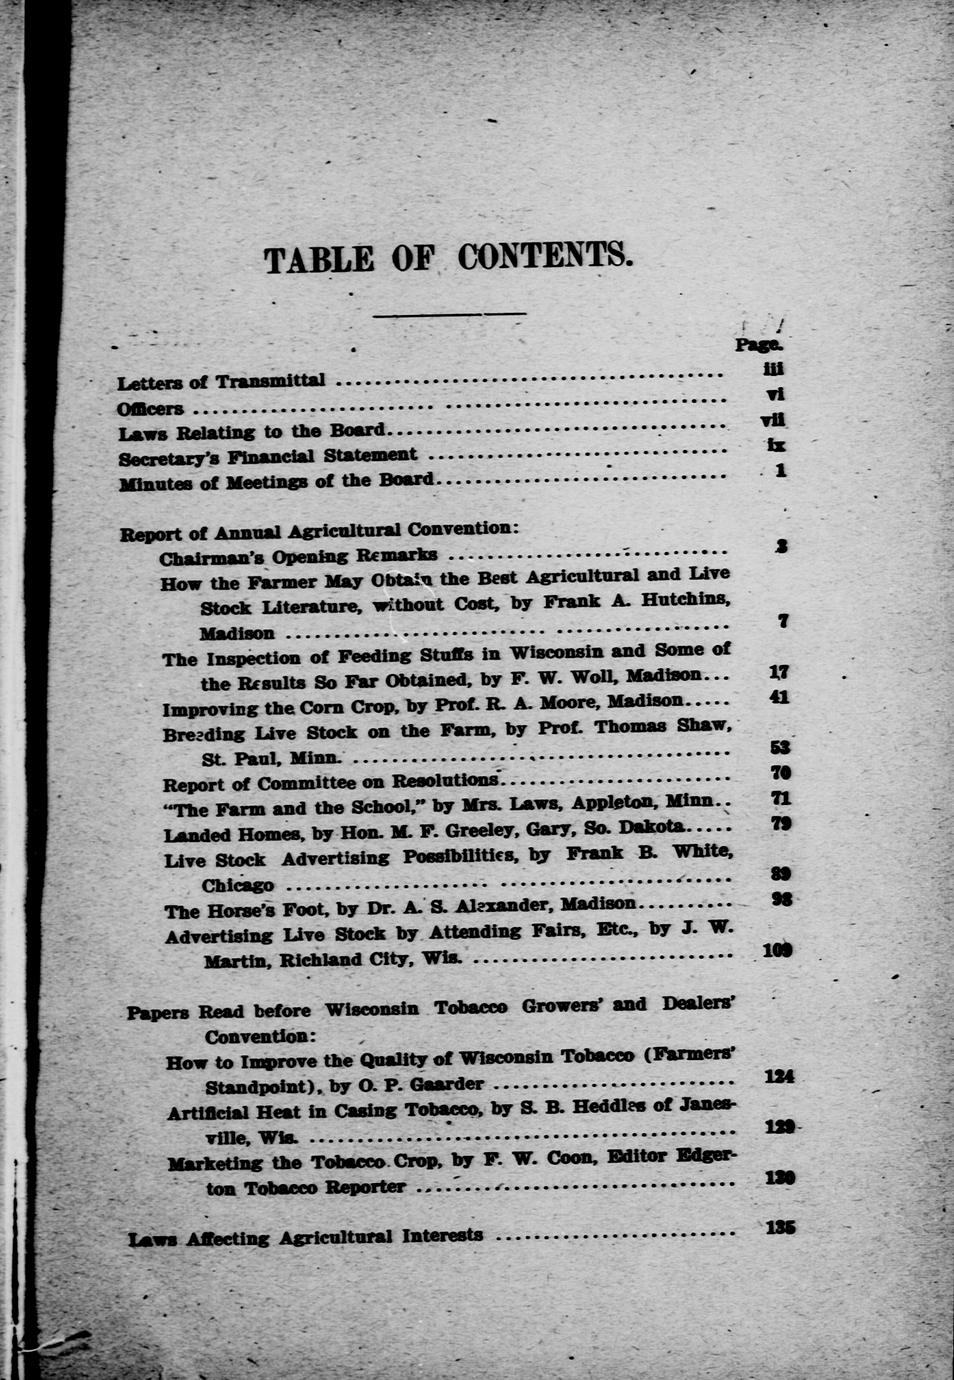 TABLE OF CONTENTS.
Page.
Letters of Transmittal ........................................ iii
Officers ........................................................ vi
Laws Relating to the Board................................... vii
Secretary's Financial Statement ............................... ix
Minutes of Meetings of the Board.............................. 1
Report of Annual Agricultural Convention:
Chairman's Opening Remarks .............................
How the Farmer May Obtain the Best Agricultural and Live
Stock Literature, without Cost, by Frank A. Hutchins,
Madison .............................................. 7
The Inspection of Feeding Stuffs in Wisconsin and Some of
the Results So Far Obtained, by F. W. Woll, Madison... 17
Improving the Corn Crop, by Prof. R. A. Moore, Madison..... 41
Breeding Live Stock on the Farm, by Prof. Thomas Shaw,
St. Paul, Minn. ....................................... 53
Report of Committee on Resolutions........................ 70
"The Farm and the School," by Mrs. Laws, Appleton, Minn.. 71
Landed Homes, by Hon. M. F. Greeley, Gary, So. Dakota..... 79
Live Stock Advertising Possibilities, by Frank B. White,
Chicago .............................................. 89
The Horse's Foot, by Dr. A. S. Alexander, Madison.......... 98
Advertising Live Stock by Attending Fairs, Etc., by J. W.
Martin, Richland City, Wis. ........................... 109
Papers Read before Wisconsin Tobacco Growers' and Dealers'
Convention:
How to Improve the Quality of Wisconsin Tobacco (Farmers'
Standpoint), by O. P. Gaarder ......................... 124
Artificial Heat in Casing Tobacco, by S. B. Heddles of Janes-
ville, Wis. ............................................ 129
Marketing the Tobacco Crop, by F. W. Coon, Editor Edger-
ton Tobacco Reporter ................................. 130
Laws Affecting Agricultural Interests ......................... 135